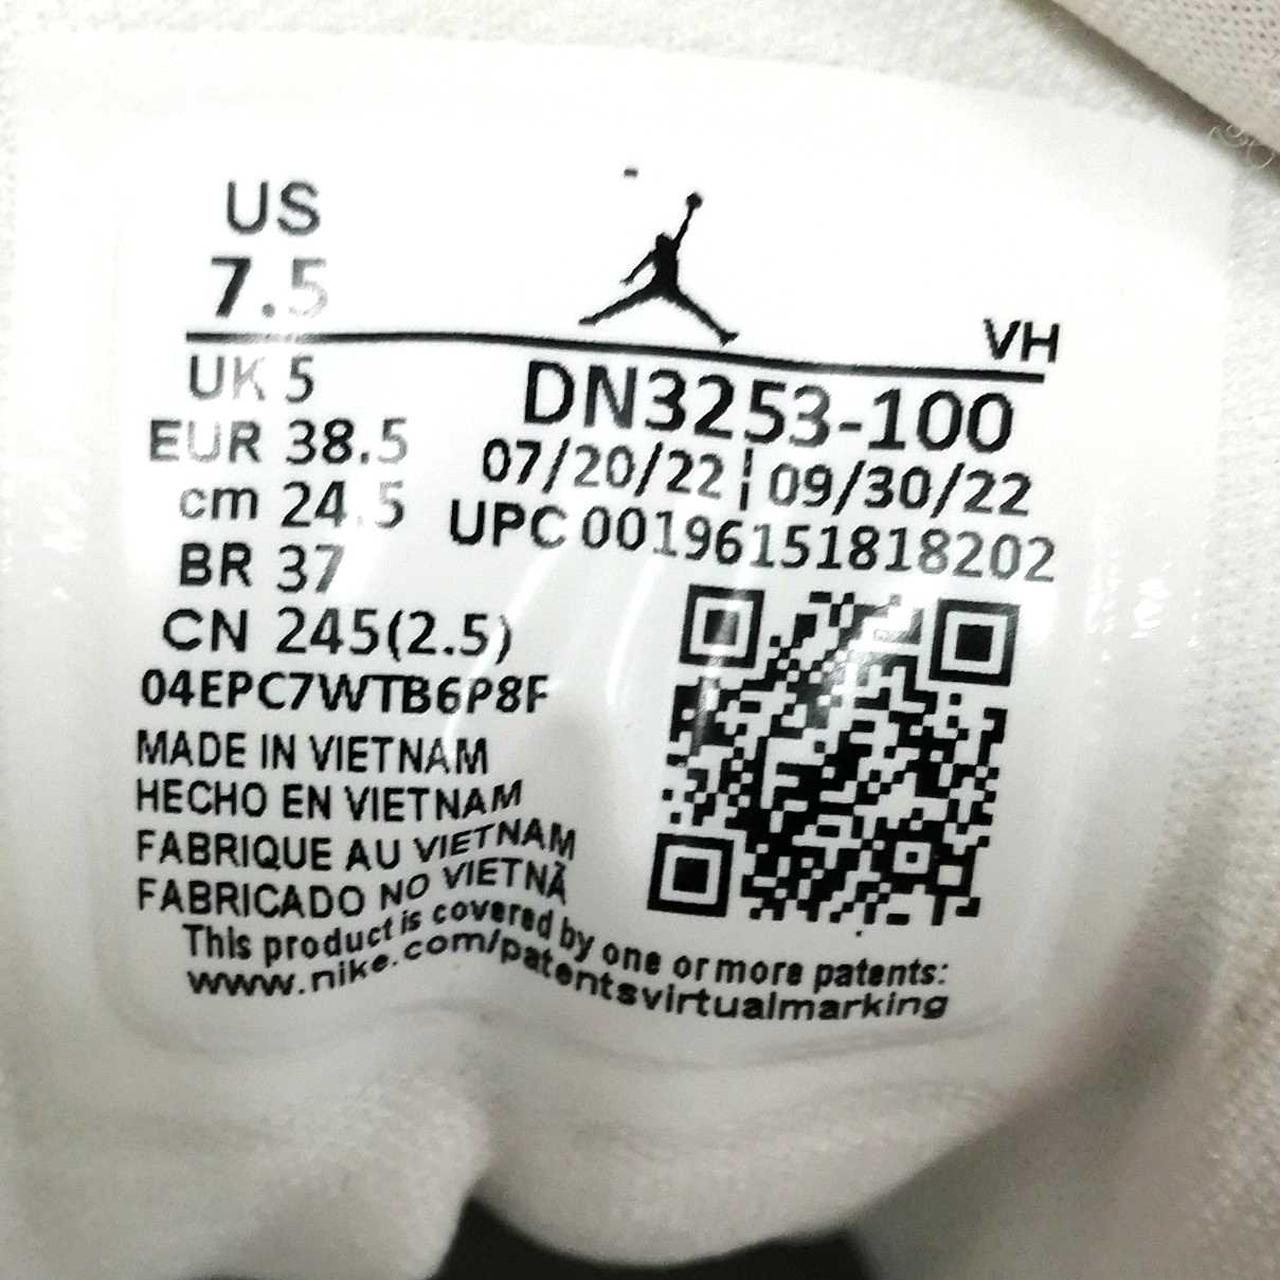 US
7.5
VH
UK 5
DN3253-100
EUR 38.5
07/20/22 ¦ 09/30/22
cm 24.5
UPC 00196151818202
BR 37
CN 245(2.5)
04EPC7WTB6P8F
MADE IN VIETNAM
HECHO EN VIETNAM
FABRIQUE AU VIETNAM
FABRICADO NO VIETNÃ
This product is covered by one or more patents:
www.nike.com/patentsvirtualmarking